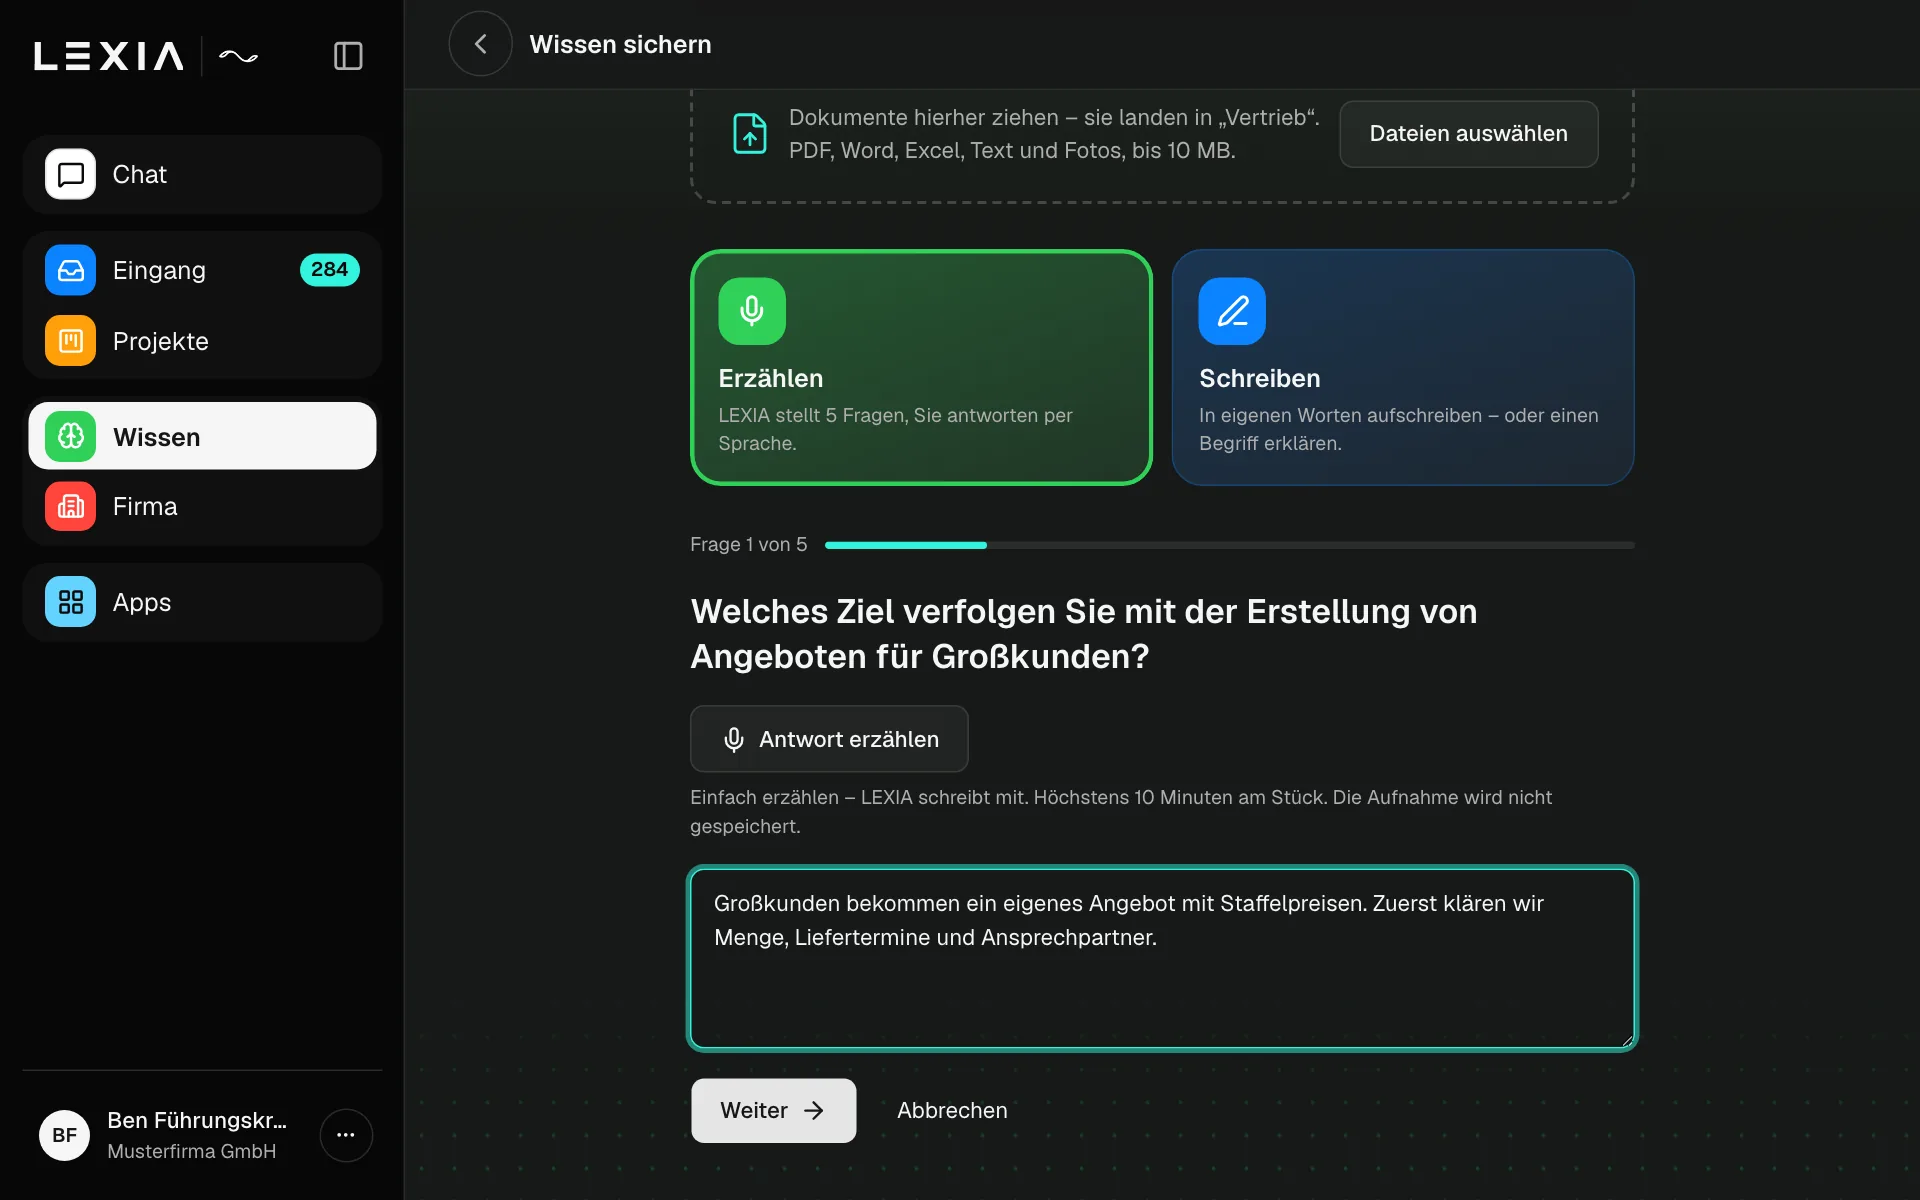 LEXIA
Chat
Eingang
284
Projekte
Wissen
Firma
Apps
BF
Ben Führungskr...
Musterfirma GmbH
Wissen sichern
Dokumente hierher ziehen – sie landen in „Vertrieb“.
PDF, Word, Excel, Text und Fotos, bis 10 MB.
Dateien auswählen
Erzählen
LEXIA stellt 5 Fragen, Sie antworten per
Sprache.
Schreiben
In eigenen Worten aufschreiben – oder einen
Begriff erklären.
Frage 1 von 5
Welches Ziel verfolgen Sie mit der Erstellung von
Angeboten für Großkunden?
Antwort erzählen
Einfach erzählen – LEXIA schreibt mit. Höchstens 10 Minuten am Stück. Die Aufnahme wird nicht
gespeichert.
Großkunden bekommen ein eigenes Angebot mit Staffelpreisen. Zuerst klären wir
Menge, Liefertermine und Ansprechpartner.
Weiter
Abbrechen